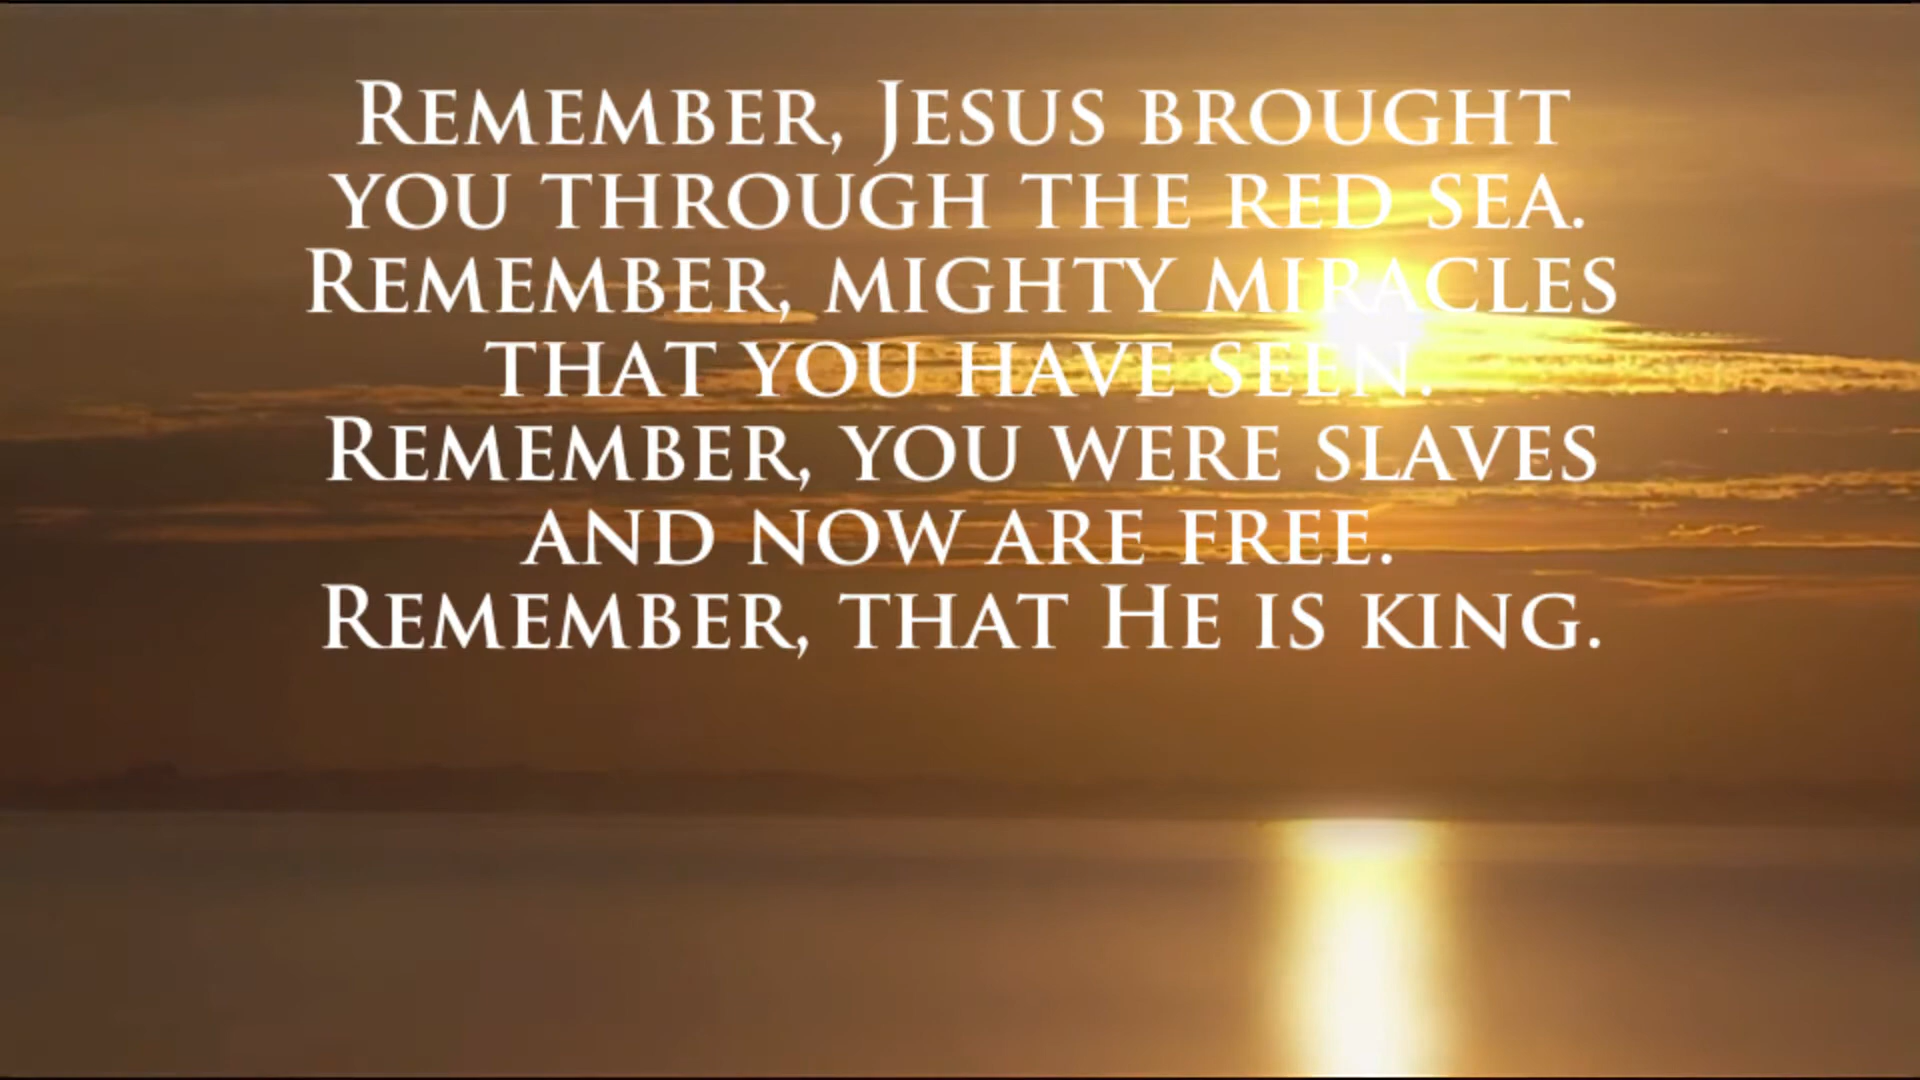 Remember, Jesus brought
you through the red sea.
Remember, mighty miracles
that you have seen.
Remember, you were slaves
and now are free.
Remember, that He is king.